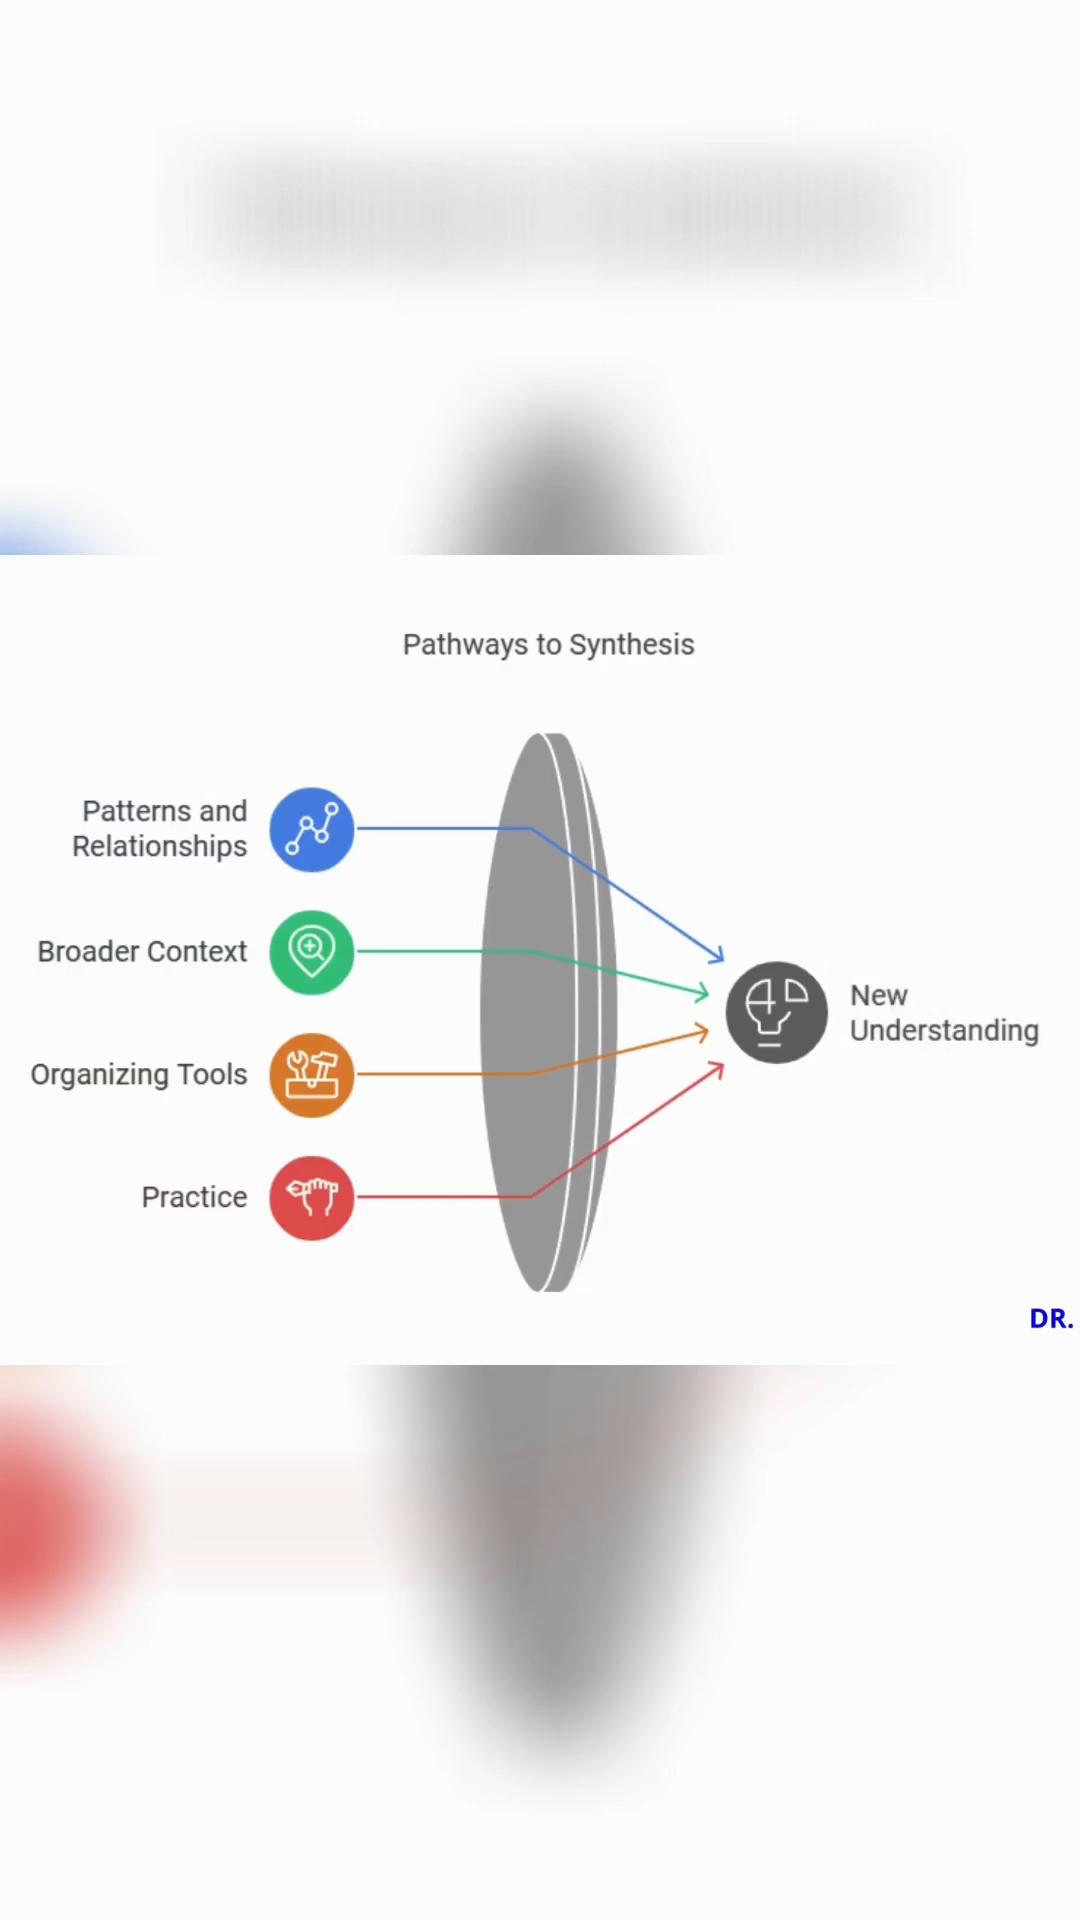 Pathways to Synthesis
Patterns and
Relationships
Broader Context
Organizing Tools
Practice
New
Understanding
DR.